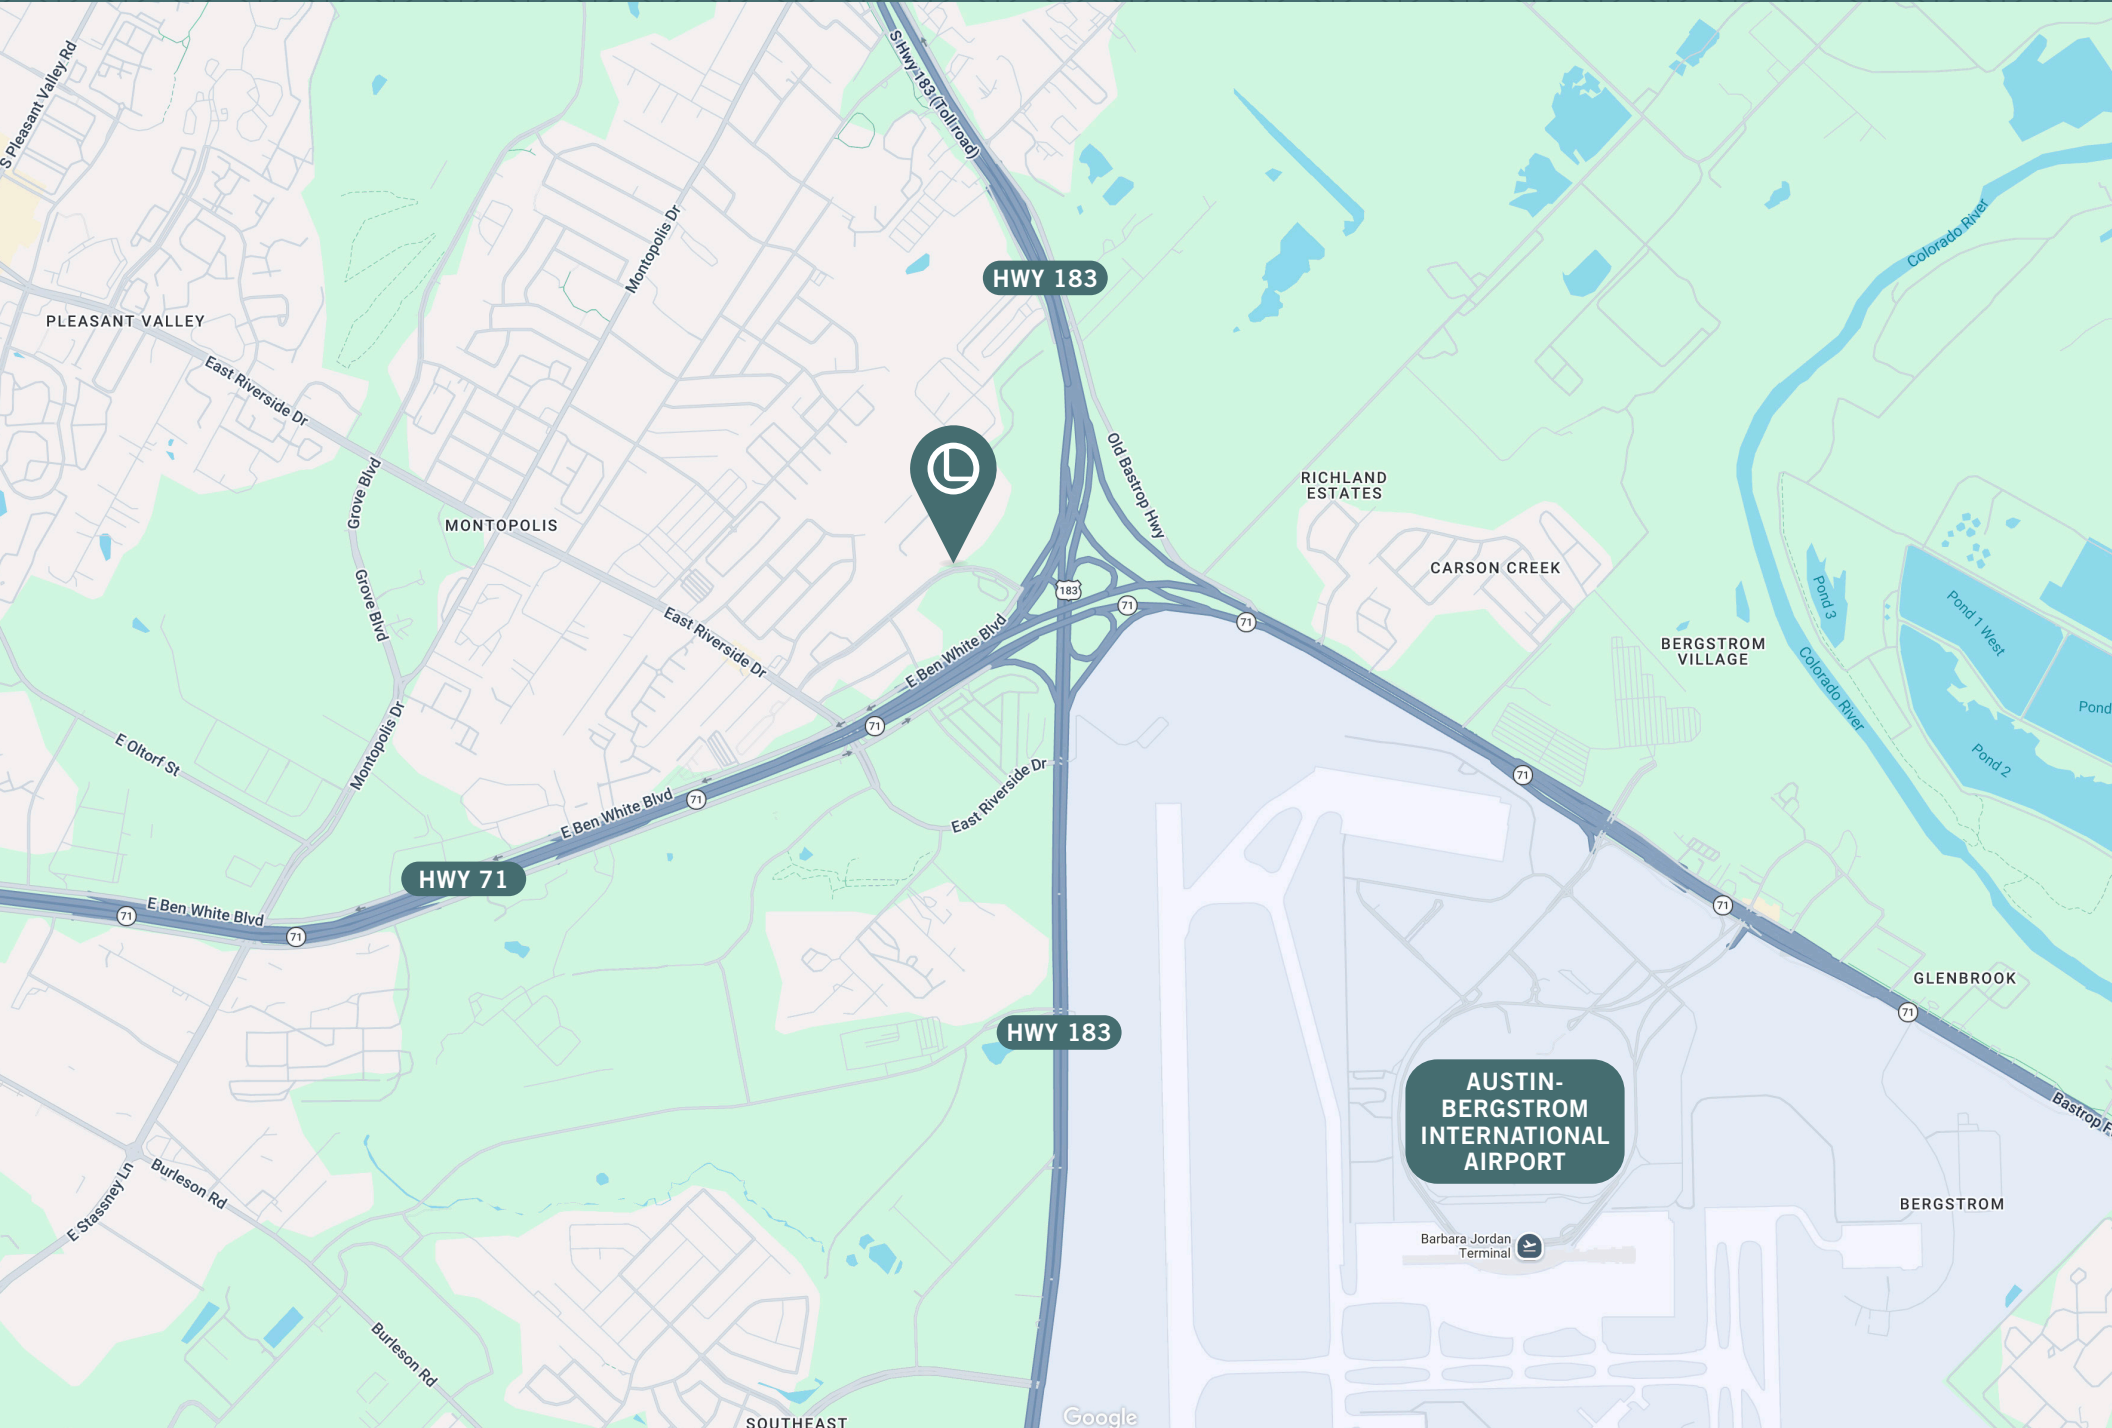 S Pleasant Valley Rd
S Hwy 183 (Toll road)
Montopolis Dr
Colorado River
HWY 183
PLEASANT VALLEY
East Riverside Dr
Old Bastrop Hwy
Grove Blvd
RICHLAND
ESTATES
MONTOPOLIS
CARSON CREEK
183
71
71
Grove Blvd
East Riverside Dr
E Ben White Blvd
Pond 3
Pond 1 West
BERGSTROM
VILLAGE
Colorado River
Pond
Pond 2
71
E Oltorf St
Montopolis Dr
East Riverside Dr
71
71
E Ben White Blvd
HWY 71
E Ben White Blvd
71
71
71
GLENBROOK
71
HWY 183
AUSTIN-
BERGSTROM
INTERNATIONAL
AIRPORT
Bastrop F
Burleson Rd
E Stassney Ln
BERGSTROM
Barbara Jordan
Terminal
Burleson Rd
SOUTHEAST
Google